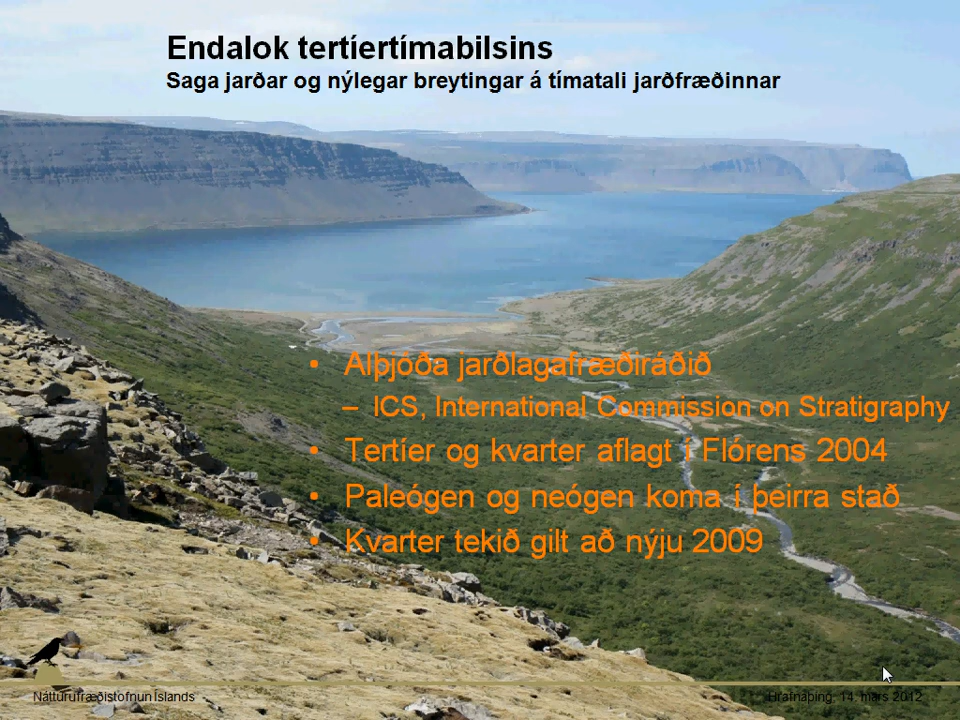 Endalok tertíertímabilsins
Saga jarðar og nýlegar breytingar á tímatali jarðfræðinnar
• Alþjóða jarðlagafræðiráðið
– ICS, International Commission on Stratigraphy
• Tertíer og kvarter aflagt í Flórens 2004
• Paleógen og neógen koma í þeirra stað
• Kvarter tekið gilt að nýju 2009
Náttúrufræðistofnun Íslands
Hrafnaþing, 14. mars 2012